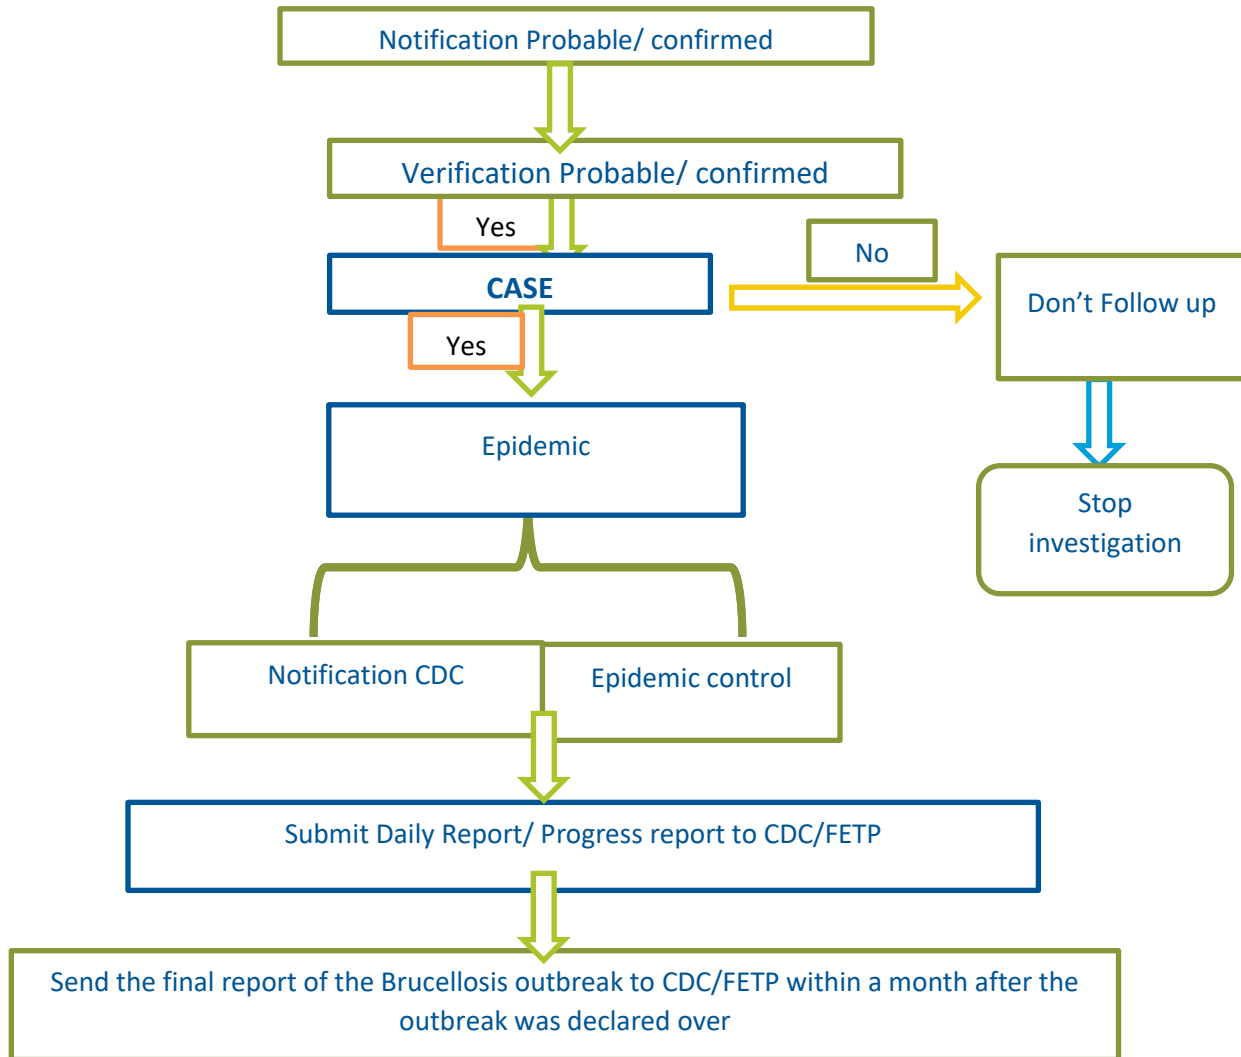 Notification Probable/ confirmed
Verification Probable/ confirmed
Yes
No
CASE
Don’t Follow up
Yes
Epidemic
Stop
investigation
Notification CDC
Epidemic control
Submit Daily Report/ Progress report to CDC/FETP
Send the final report of the Brucellosis outbreak to CDC/FETP within a month after the
outbreak was declared over